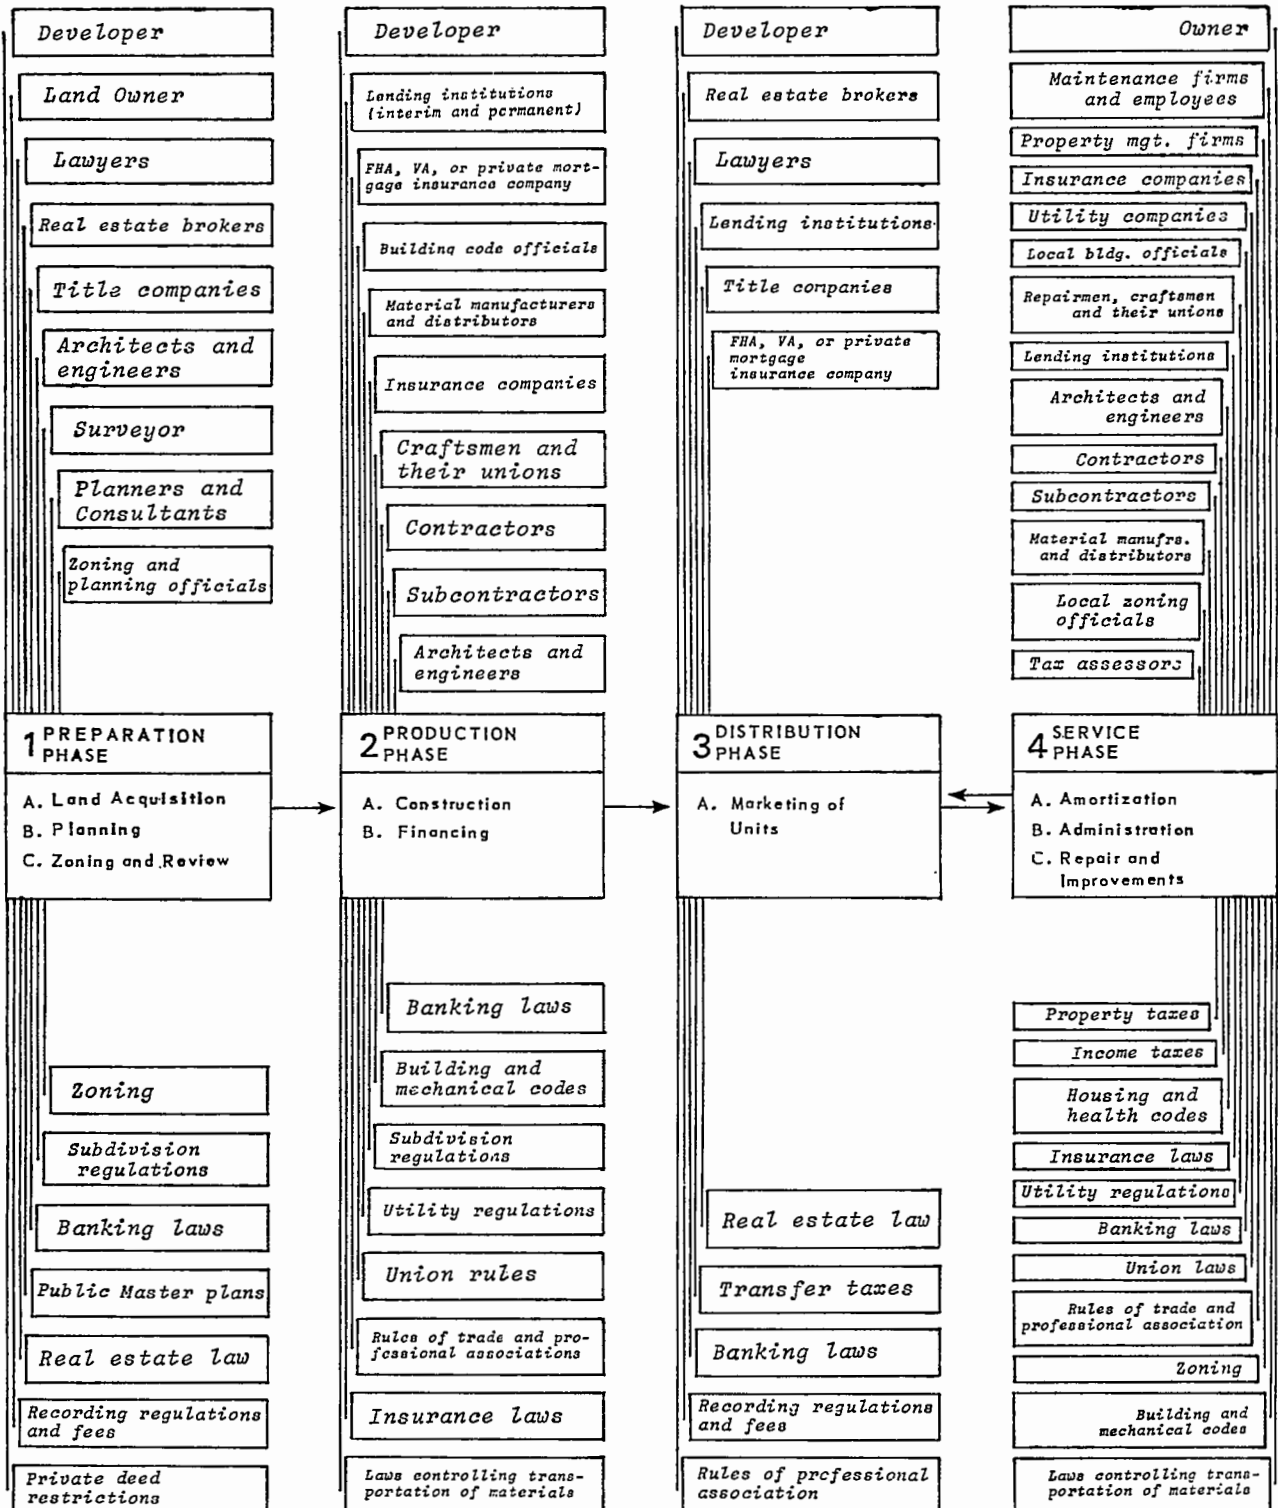 Developer
Land Owner
Lawyers
Real estate brokers
Title companies
Architects and
engineers
Surveyor
Planners and
Consultants
Zoning and
planning officials
1 PREPARATION
PHASE
A. Land Acquisition
B. Planning
C. Zoning and Review
Zoning
Subdivision
regulations
Banking laws
Public Master plans
Real estate law
Recording regulations
and fees
Private deed
restrictions
Developer
Lending institutions
(interim and permanent)
FHA, VA, or private mort-
gage insurance company
Building code officials
Material manufacturers
and distributors
Insurance companies
Craftsmen and
their unions
Contractors
Subcontractors
Architects and
engineers
2 PRODUCTION
PHASE
A. Construction
B. Financing
Banking laws
Building and
mechanical codes
Subdivision
regulations
Utility regulations
Union rules
Rules of trade and pro-
fessional associations
Insurance laws
Laws controlling trans-
portation of materials
Developer
Real estate brokers
Lawyers
Lending institutions
Title companies
FHA, VA, or private
mortgage
insurance company
3 DISTRIBUTION
PHASE
A. Marketing of
Units
Real estate law
Transfer taxes
Banking laws
Recording regulations
and fees
Rules of professional
association
Owner
Maintenance firms
and employees
Property mgt. firms
Insurance companies
Utility companies
Local bldg. officials
Repairmen, craftsmen
and their unions
Lending institutions
Architects and
engineers
Contractors
Subcontractors
Material manufrs.
and distributors
Local zoning
officials
Tax assessors
4 SERVICE
PHASE
A. Amortization
B. Administration
C. Repair and
Improvements
Property taxes
Income taxes
Housing and
health codes
Insurance laws
Utility regulations
Banking laws
Union laws
Rules of trade and
professional association
Zoning
Building and
mechanical codes
Laws controlling trans-
portation of materials